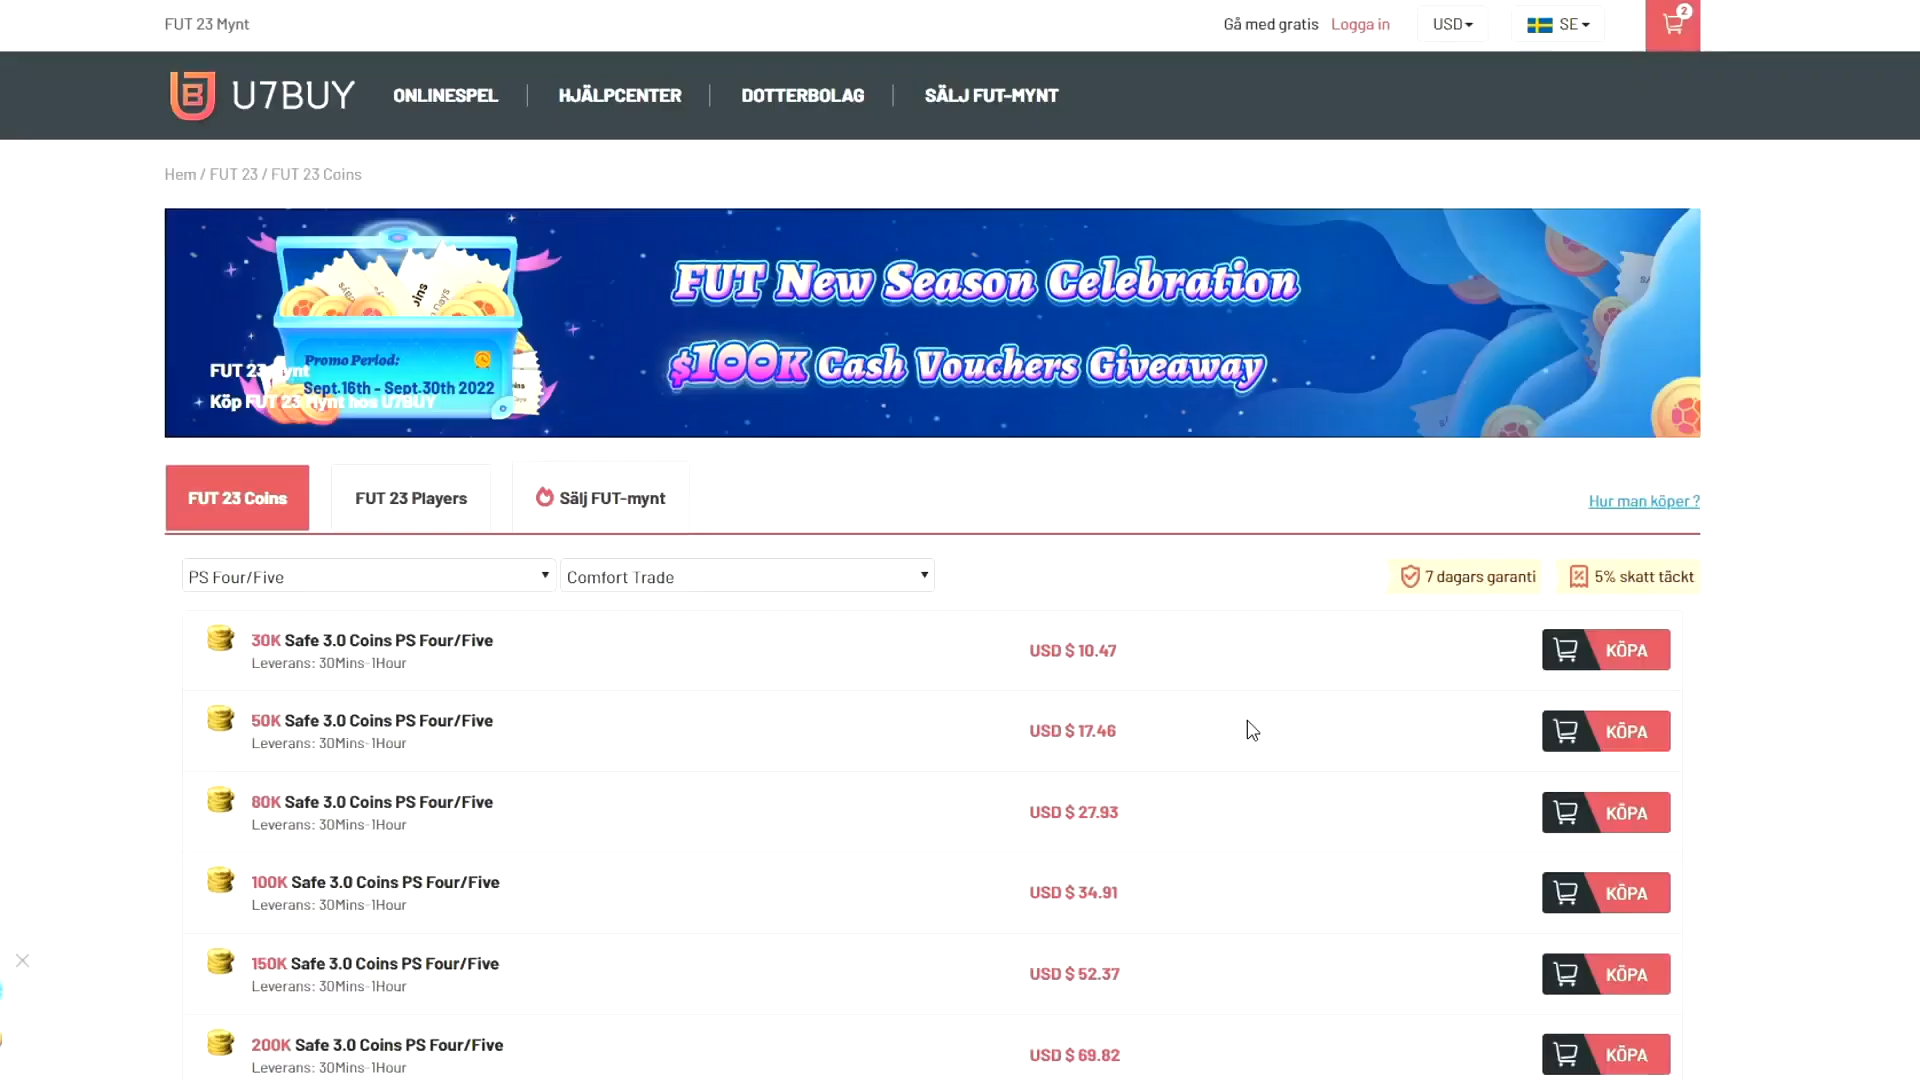 FUT 23 Mynt
Gå med gratis Logga in USD SE 2
U7BUY ONLINESPEL HJÄLPCENTER DOTTERBOLAG SÄLJ FUT-MYNT
Hem / FUT 23 / FUT 23 Coins
FUT New Season Celebration
$100K Cash Vouchers Giveaway
Promo Period:
Sept.16th - Sept.30th 2022
FUT 23 Mynt
Köp FUT 23 Mynt hos U7BUY
FUT 23 Coins FUT 23 Players Sälj FUT-mynt Hur man köper ?
PS Four/Five Comfort Trade 7 dagars garanti 5% skatt täckt
30K Safe 3.0 Coins PS Four/Five
Leverans: 30Mins-1Hour
USD $ 10.47 KÖPA
50K Safe 3.0 Coins PS Four/Five
Leverans: 30Mins-1Hour
USD $ 17.46 KÖPA
80K Safe 3.0 Coins PS Four/Five
Leverans: 30Mins-1Hour
USD $ 27.93 KÖPA
100K Safe 3.0 Coins PS Four/Five
Leverans: 30Mins-1Hour
USD $ 34.91 KÖPA
150K Safe 3.0 Coins PS Four/Five
Leverans: 30Mins-1Hour
USD $ 52.37 KÖPA
200K Safe 3.0 Coins PS Four/Five
Leverans: 30Mins-1Hour
USD $ 69.82 KÖPA